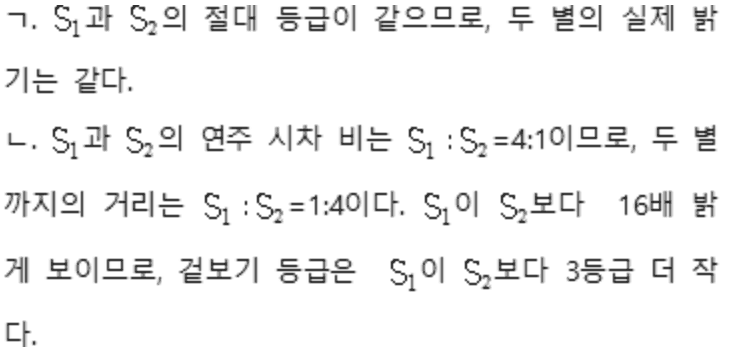 ㄱ. S₁과 S₂의 절대 등급이 같으므로, 두 별의 실제 밝
기는 같다.
ㄴ. S₁과 S₂의 연주 시차 비는 S₁ : S₂=4:1이므로, 두 별
까지의 거리는 S₁ : S₂=1:4이다. S₁이 S₂보다 16배 밝
게 보이므로, 겉보기 등급은 S₁이 S₂보다 3등급 더 작
다.